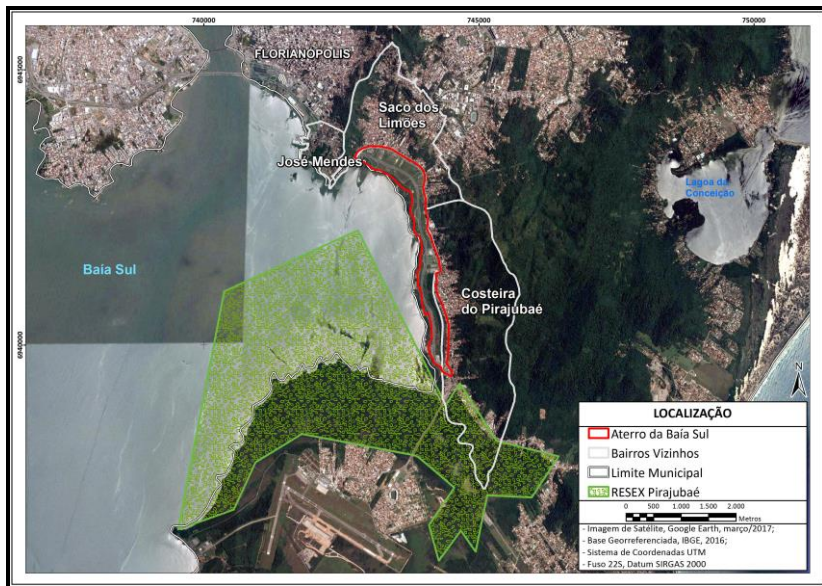 740000
745000
750000
6945000
FLORIANÓPOLIS
Saco dos
Limões
José Mendes
Lagoa da
Conceição
Baía Sul
Costeira
do Pirajubaé
6940000
N
LOCALIZAÇÃO
Aterro da Baía Sul
Bairros Vizinhos
Limite Municipal
RESEX Pirajubaé
0 500 1.000 1.500 2.000
Metros
- Imagem de Satélite, Google Earth, março/2017;
- Base Georreferenciada, IBGE, 2016;
- Sistema de Coordenadas UTM
- Fuso 22S, Datum SIRGAS 2000